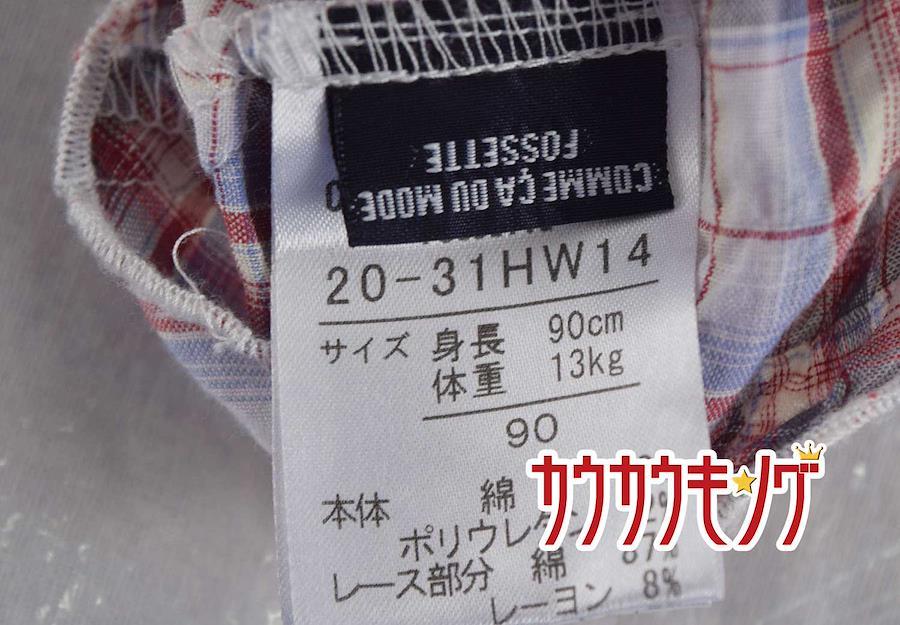 COMME ÇA DU MODE
FOSSETTE
20-31HW14
サイズ 身長 90cm
体重 13kg
90
本体 綿
ポリウレタン
レース部分 綿 87%
レーヨン 8%
カウカウキング